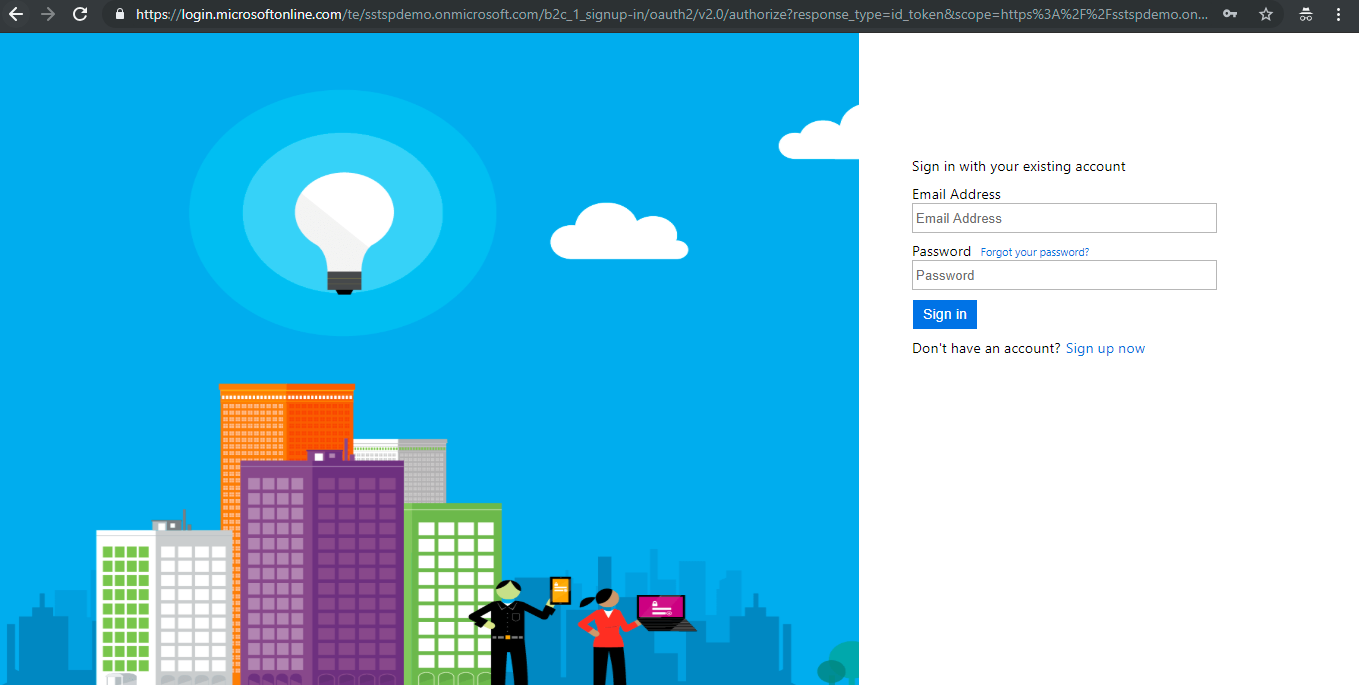 https://login.microsoftonline.com/te/sstspdemo.onmicrosoft.com/b2c_1_signup-in/oauth2/v2.0/authorize?response_type=id_token&scope=https%3A%2F%2Fsstspdemo.on...
Sign in with your existing account
Email Address
Email Address
Password Forgot your password?
Password
Sign in
Don't have an account? Sign up now